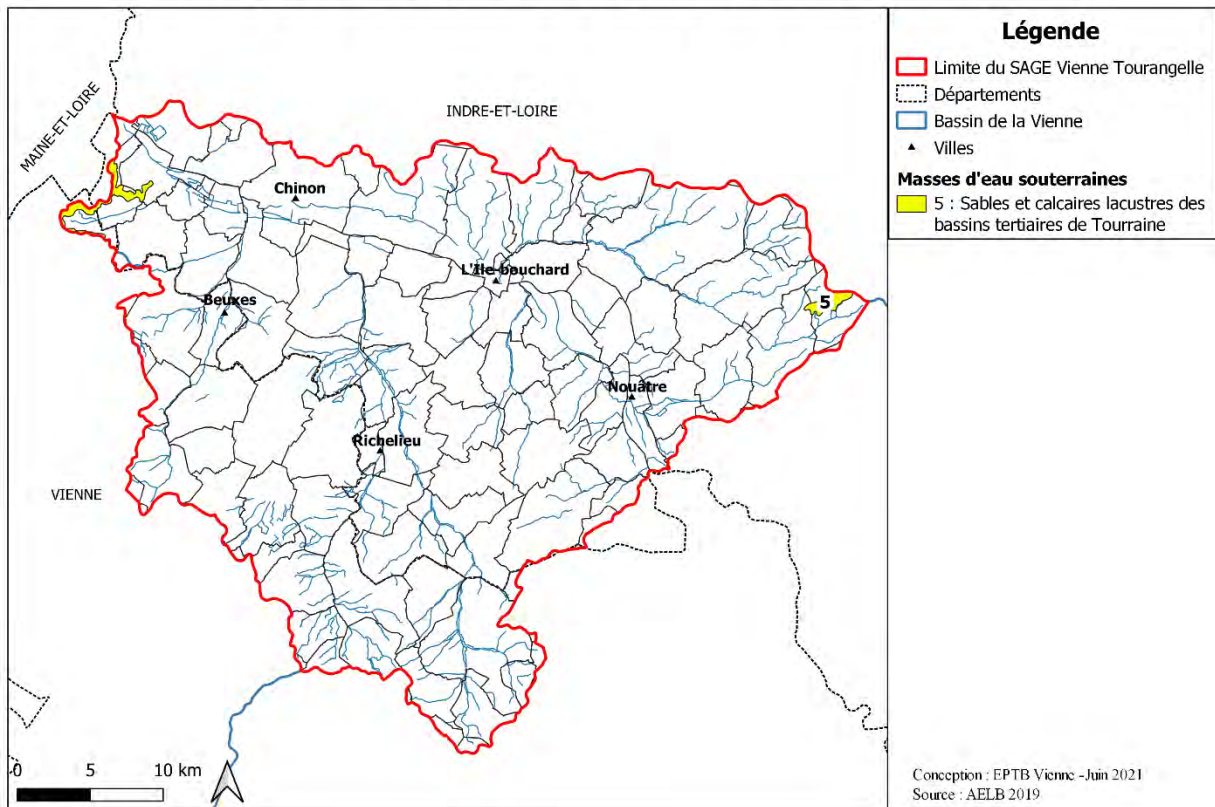 MAINE-ET-LOIRE
INDRE-ET-LOIRE
Chinon
L'Ile-bouchard
Beuxes
5
Nouâtre
Richelieu
VIENNE
0 5 10 km
Légende
Limite du SAGE Vienne Tourangelle
Départements
Bassin de la Vienne
Villes
Masses d'eau souterraines
5 : Sables et calcaires lacustres des
bassins tertiaires de Tourraine
Conception : EPTB Vienne -Juin 2021
Source : AELB 2019